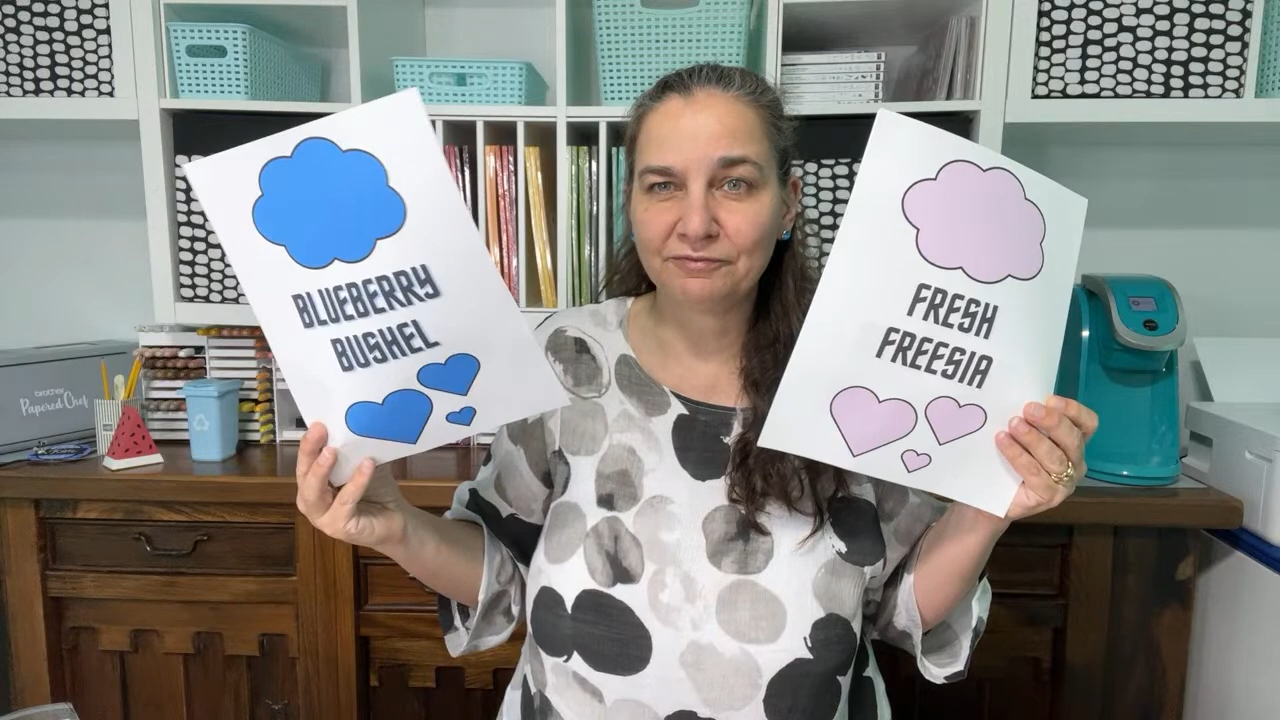 BLUEBERRY
BUSHEL
FRESH
FREESIA
brother
Papered Chef